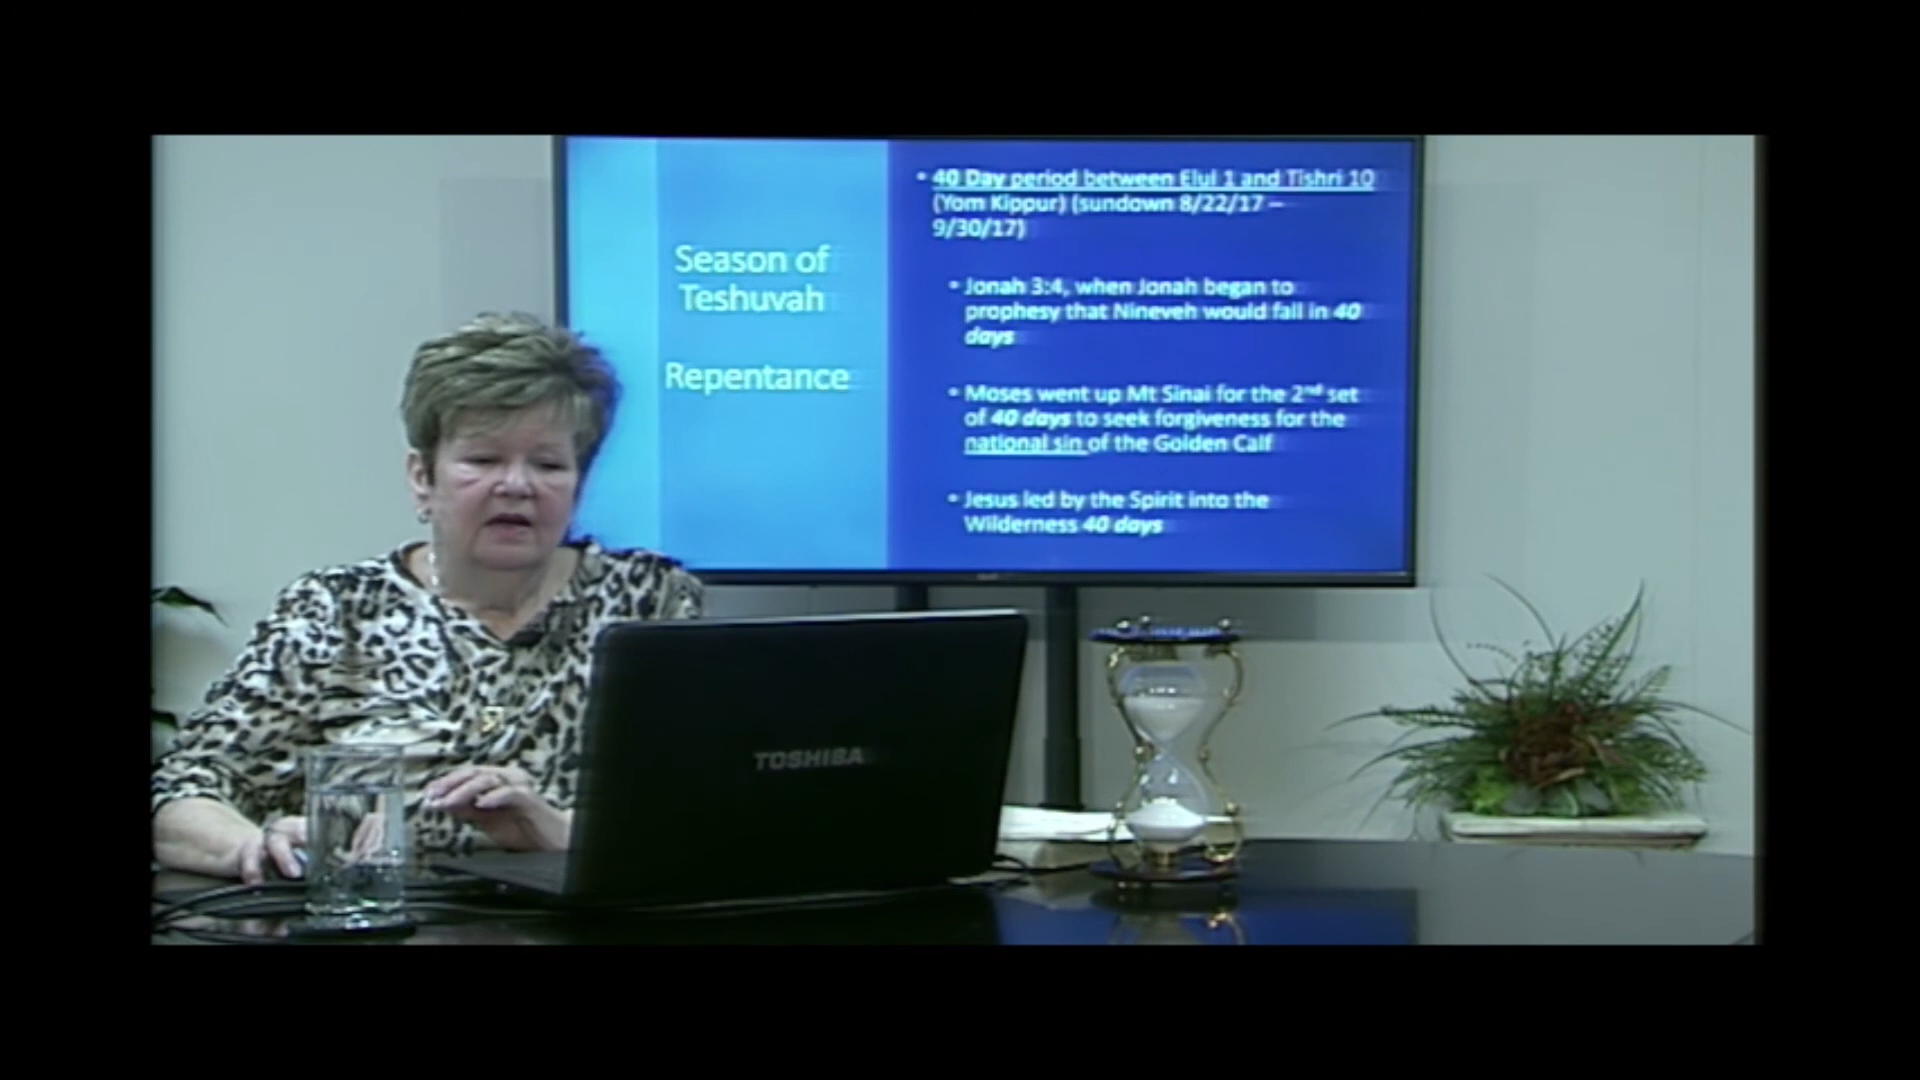 Season of
Teshuvah
Repentance
• 40 Day period between Elul 1 and Tishri 10
(Yom Kippur) (sundown 8/22/17 –
9/30/17)
• Jonah 3:4, when Jonah began to
prophesy that Nineveh would fall in 40
days
• Moses went up Mt Sinai for the 2nd set
of 40 days to seek forgiveness for the
national sin of the Golden Calf
• Jesus led by the Spirit into the
Wilderness 40 days
TOSHIBA